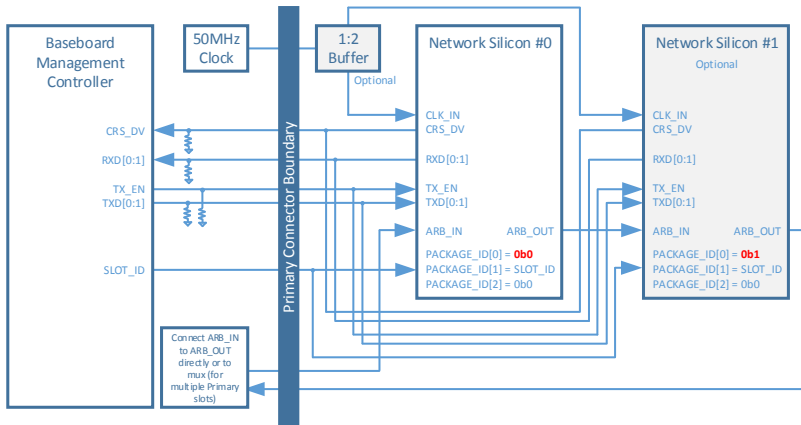 Baseboard
Management
Controller
CRS_DV
RXD[0:1]
TX_EN
TXD[0:1]
SLOT_ID
50MHz
Clock
Connect ARB_IN
to ARB_OUT
directly or to
mux (for
multiple Primary
slots)
Primary Connector Boundary
1:2
Buffer
Optional
Network Silicon #0
CLK_IN
CRS_DV
RXD[0:1]
TX_EN
TXD[0:1]
ARB_IN ARB_OUT
PACKAGE_ID[0] = 0b0
PACKAGE_ID[1] = SLOT_ID
PACKAGE_ID[2] = 0b0
Network Silicon #1
Optional
CLK_IN
CRS_DV
RXD[0:1]
TX_EN
TXD[0:1]
ARB_IN ARB_OUT
PACKAGE_ID[0] = 0b1
PACKAGE_ID[1] = SLOT_ID
PACKAGE_ID[2] = 0b0